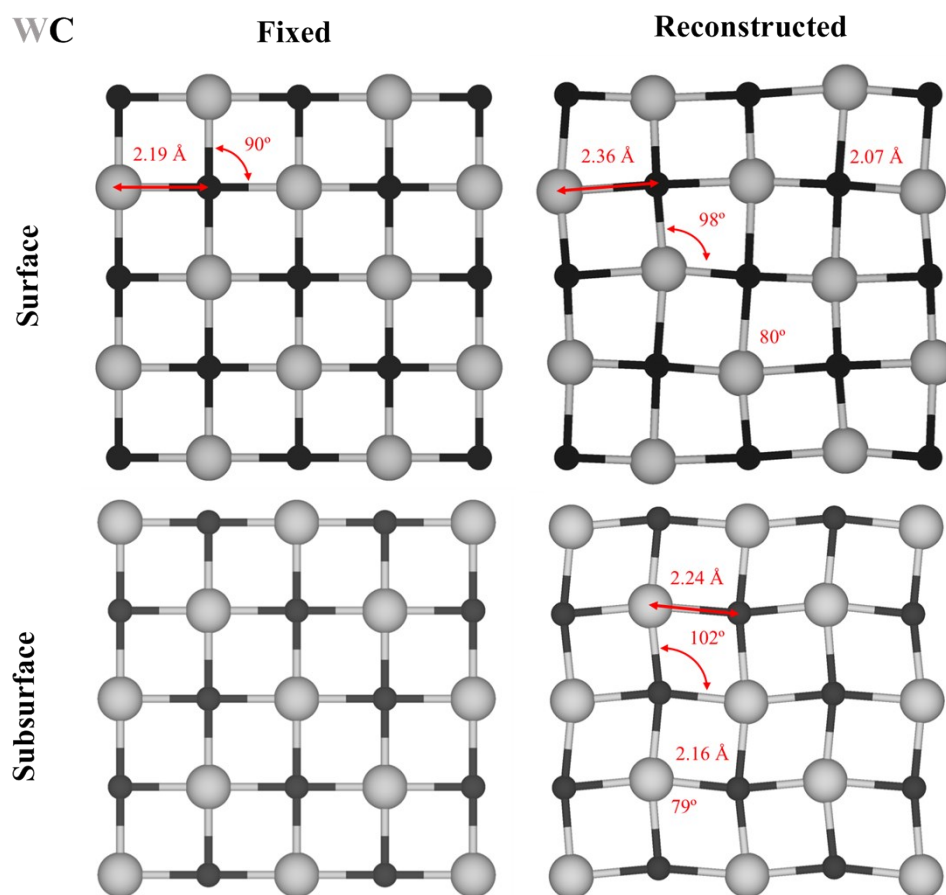 WC
Fixed
Reconstructed
Surface
2.19 Å
90º
2.36 Å
2.07 Å
98º
80º
Subsurface
2.24 Å
102º
2.16 Å
79º